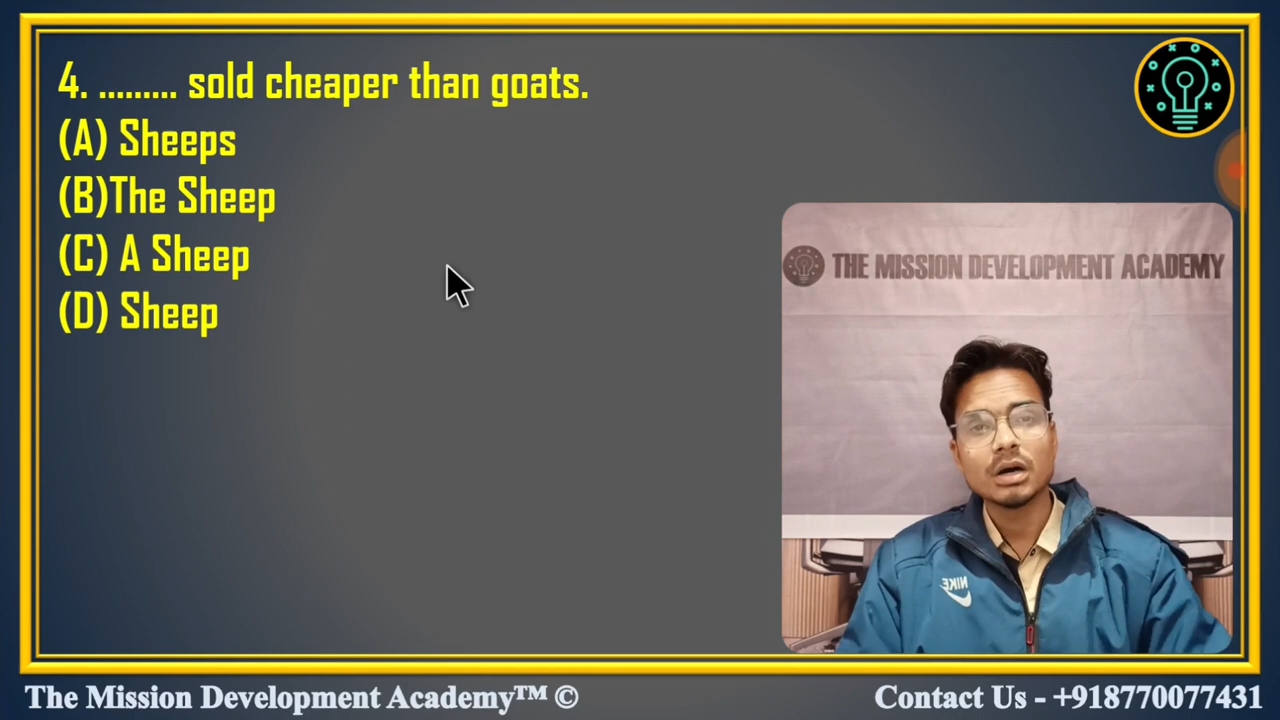 4. ......... sold cheaper than goats.
(A) Sheeps
(B)The Sheep
(C) A Sheep
(D) Sheep
THE MISSION DEVELOPMENT ACADEMY
NIKE
The Mission Development Academy™ ©
Contact Us - +918770077431